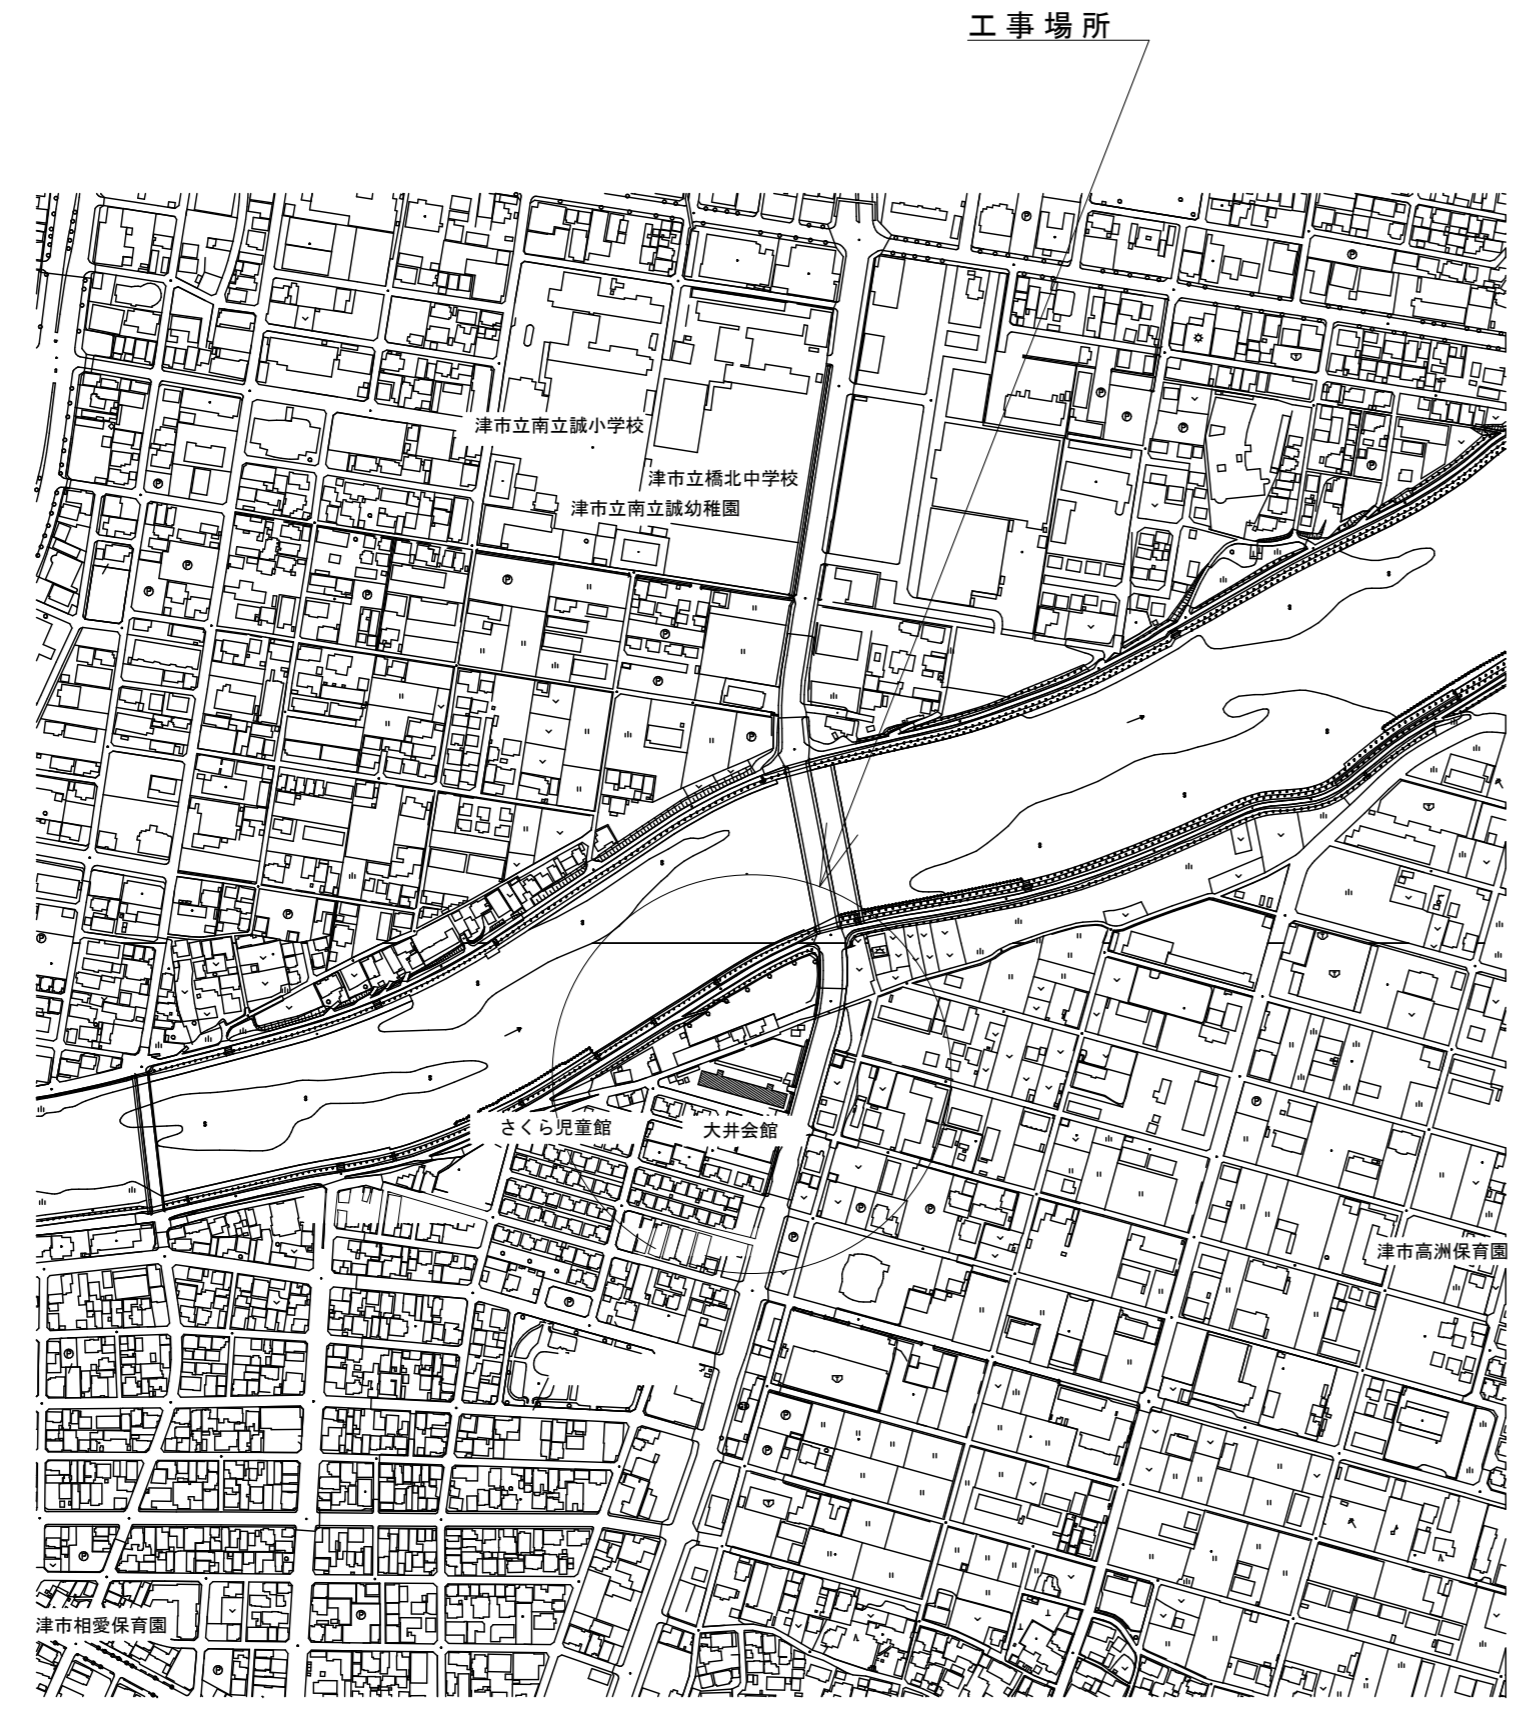 工事場所
津市立南立誠小学校
津市立橋北中学校
津市立南立誠幼稚園
さくら児童館
大井会館
津市高洲保育園
津市相愛保育園